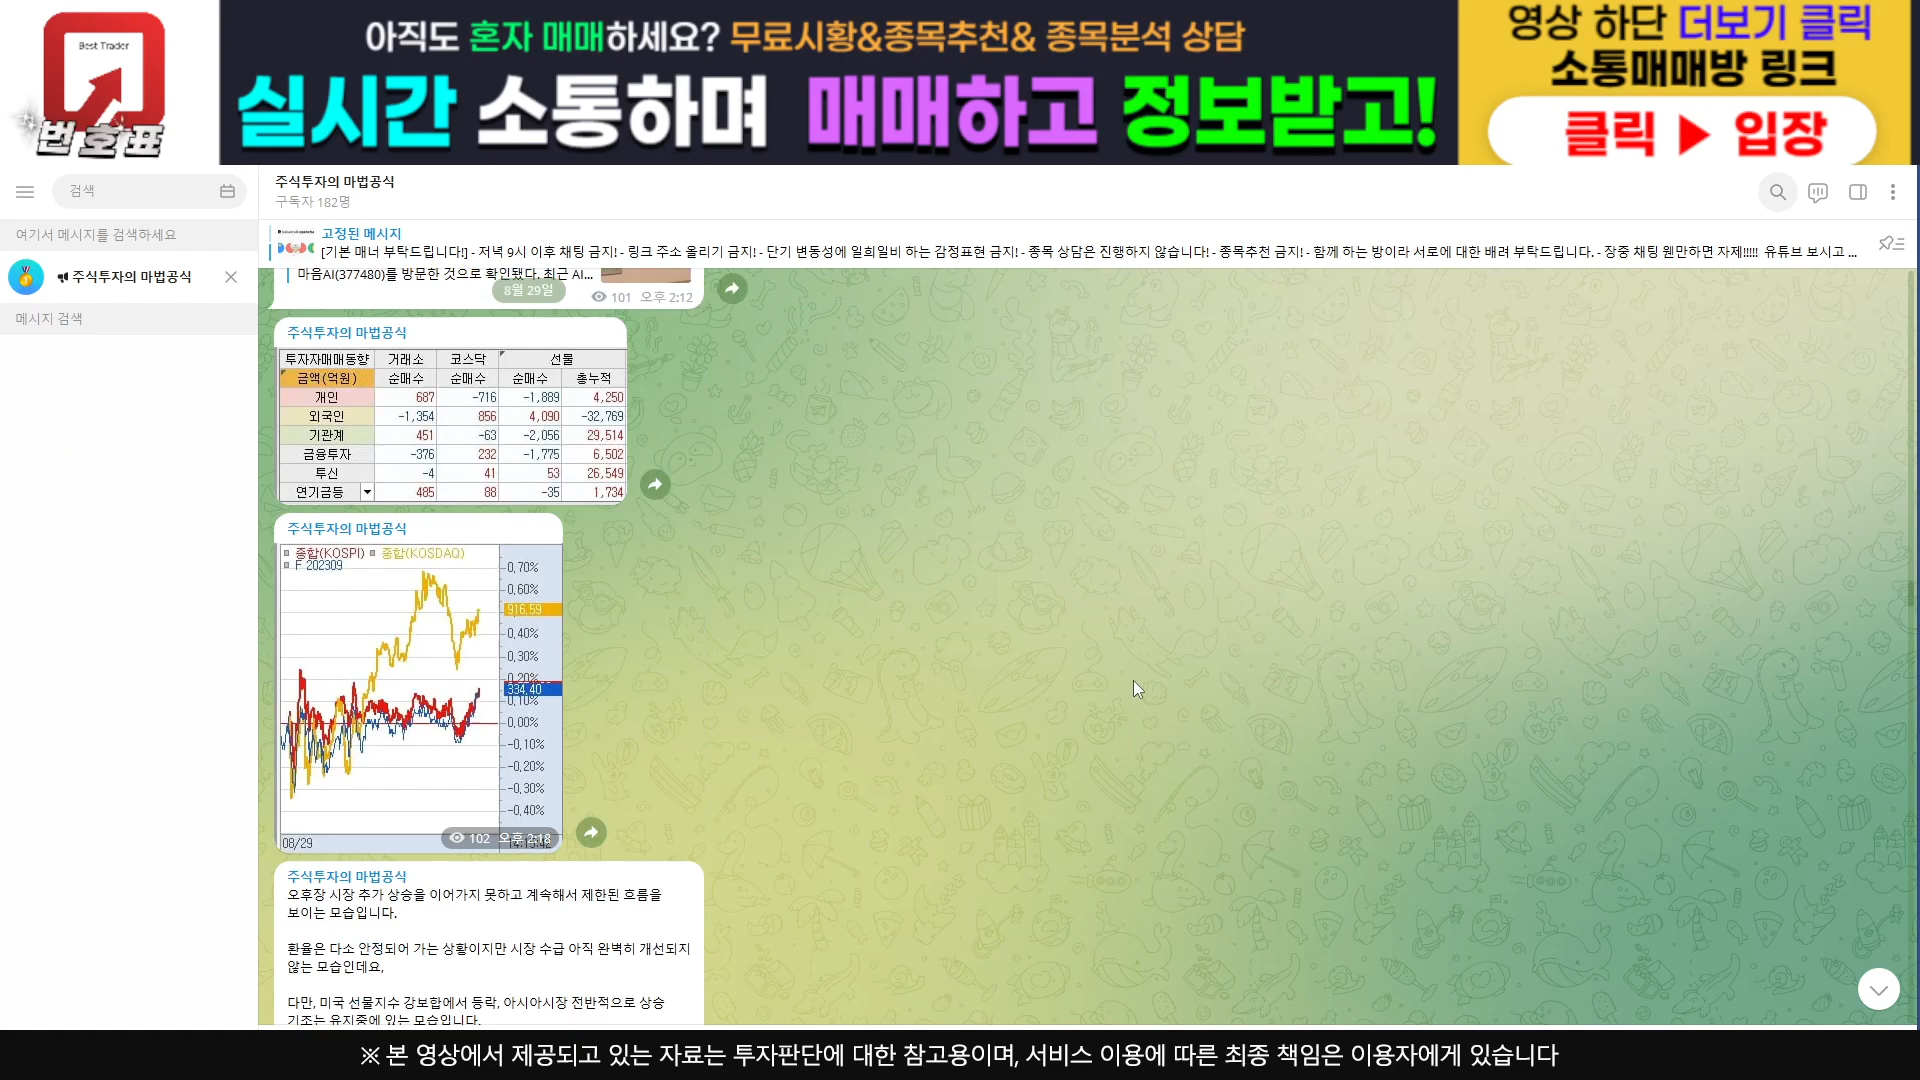 Best Trader
번호표
아직도 혼자 매매하세요? 무료시황&종목추천& 종목분석 상담
실시간 소통하며 매매하고 정보받고!
영상 하단 더보기 클릭
소통매매방 링크
클릭 ▶ 입장
검색
여기서 메시지를 검색하세요
주식투자의 마법공식
메시지 검색
주식투자의 마법공식
구독자 182명
고정된 메시지
[기본 매너 부탁드립니다!] - 저녁 9시 이후 채팅 금지! - 링크 주소 올리기 금지! - 단기 변동성에 일희일비 하는 감정표현 금지! - 종목 상담은 진행하지 않습니다! - 종목추천 금지! - 함께 하는 방이라 서로에 대한 배려 부탁드립니다. - 장중 채팅 웬만하면 자제!!!!! 유튜브 보시고 ...
마음AI(377480)를 방문한 것으로 확인됐다. 최근 AI...
8월 29일
101 오후 2:12
주식투자의 마법공식
투자자매매동향 거래소 코스닥 선물
금액(억원) 순매수 순매수 순매수 총누적
개인 687 -716 -1,889 4,250
외국인 -1,354 856 4,090 -32,769
기관계 451 -63 -2,056 29,514
금융투자 -376 232 -1,775 6,502
투신 -4 41 53 26,549
연기금등 485 88 -35 1,734
주식투자의 마법공식
종합(KOSPI) 종합(KOSDAQ)
F 202309
0,70%
0,60%
916,59
0,40%
0,30%
0,20%
334,40
0,10%
0,00%
-0,10%
-0,20%
-0,30%
-0,40%
102 오후 2:18
08/29
주식투자의 마법공식
오후장 시장 추가 상승을 이어가지 못하고 계속해서 제한된 흐름을
보이는 모습입니다.
환율은 다소 안정되어 가는 상황이지만 시장 수급 아직 완벽히 개선되지
않는 모습인데요,
다만, 미국 선물지수 강보합에서 등락, 아시아시장 전반적으로 상승
기조는 유지중에 있는 모습입니다.
※ 본 영상에서 제공되고 있는 자료는 투자판단에 대한 참고용이며, 서비스 이용에 따른 최종 책임은 이용자에게 있습니다